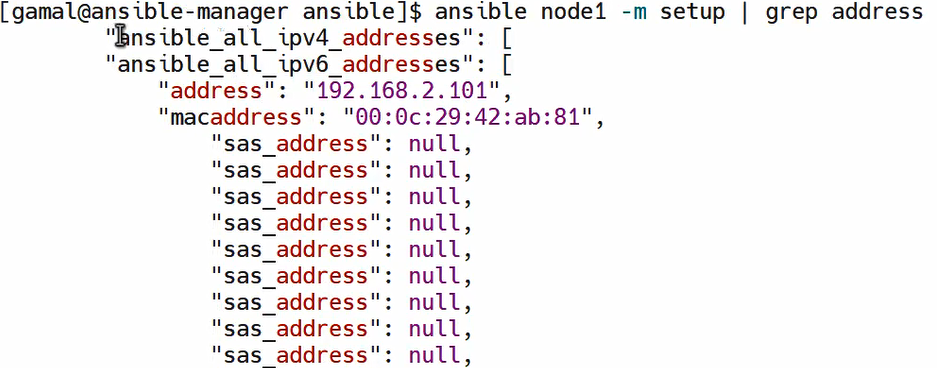 [gamal@ansible-manager ansible]$ ansible node1 -m setup | grep address
"ansible_all_ipv4_addresses": [
"ansible_all_ipv6_addresses": [
"address": "192.168.2.101",
"macaddress": "00:0c:29:42:ab:81",
"sas_address": null,
"sas_address": null,
"sas_address": null,
"sas_address": null,
"sas_address": null,
"sas_address": null,
"sas_address": null,
"sas_address": null,
"sas_address": null,